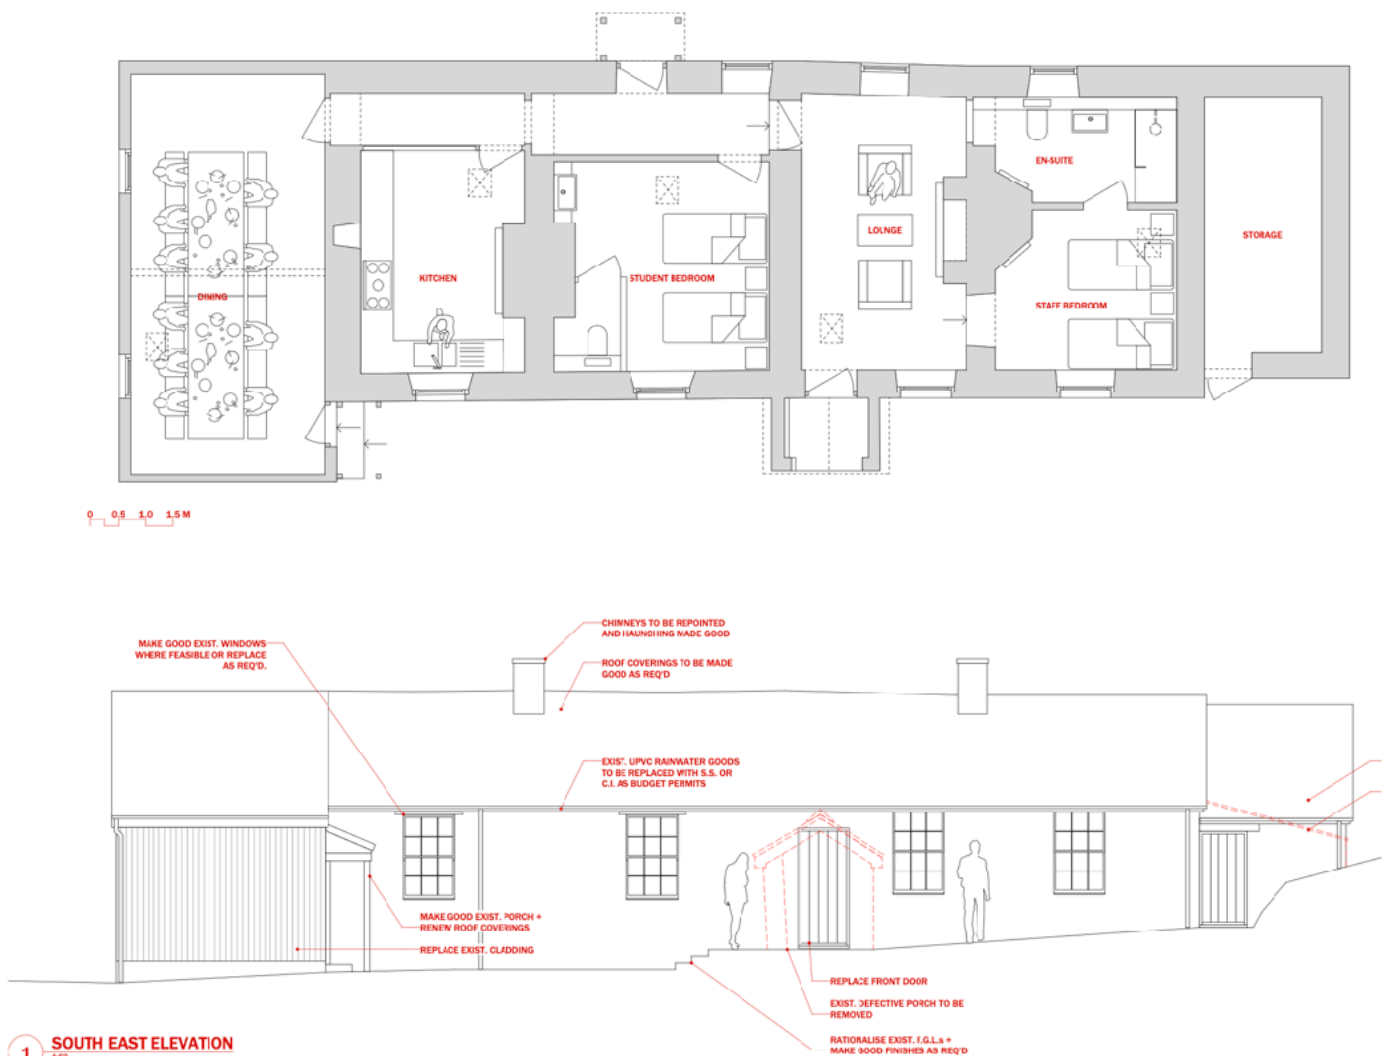 EN-SUITE
LOUNGE
STORAGE
KITCHEN
STUDENT BEDROOM
DINING
STAFF BEDROOM
0 0.5 1.0 1.5 M
CHIMNEYS TO BE REPOINTED
AND HAUNCHING MADE GOOD
MAKE GOOD EXIST. WINDOWS
WHERE FEASIBLE OR REPLACE
AS REQ'D.
ROOF COVERINGS TO BE MADE
GOOD AS REQ'D
EXIST. UPVC RAINWATER GOODS
TO BE REPLACED WITH S.S. OR
C.I. AS BUDGET PERMITS
MAKE GOOD EXIST. PORCH +
RENEW ROOF COVERINGS
REPLACE EXIST. CLADDING
REPLACE FRONT DOOR
EXIST. DEFECTIVE PORCH TO BE
REMOVED
RATIONALISE EXIST. F.G.L.s +
MAKE GOOD FINISHES AS REQ'D
1 SOUTH EAST ELEVATION